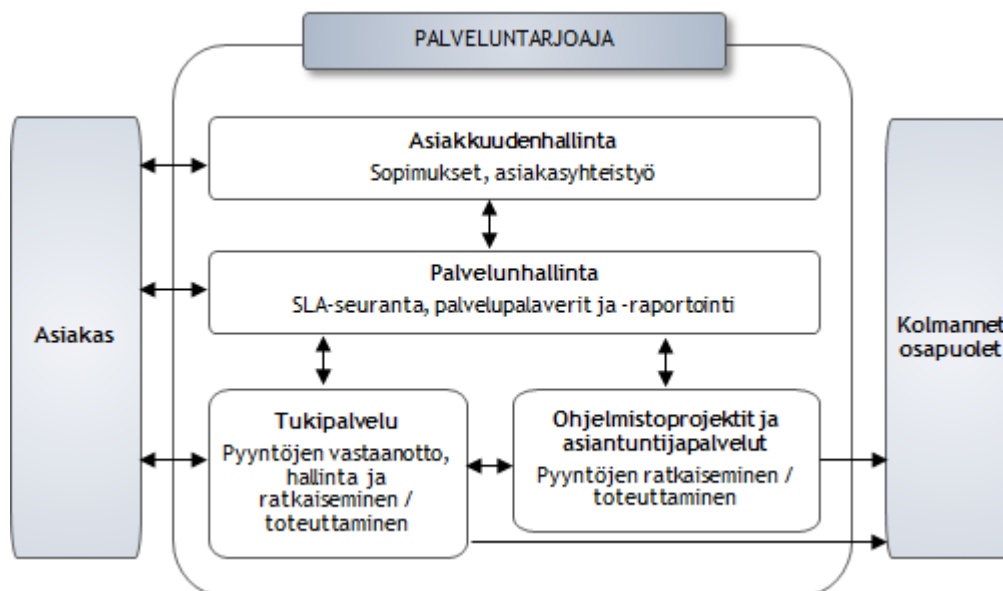 PALVELUNTARJOAJA
Asiakkuudenhallinta
Sopimukset, asiakasyhteistyö
Palvelunhallinta
SLA-seuranta, palvelupalaverit ja -raportointi
Asiakas
Kolmannet
osapuolet
Tukipalvelu
Pyyntöjen vastaanotto,
hallinta ja
ratkaiseminen /
toteuttaminen
Ohjelmistoprojektit ja
asiantuntijapalvelut
Pyyntöjen ratkaiseminen /
toteuttaminen